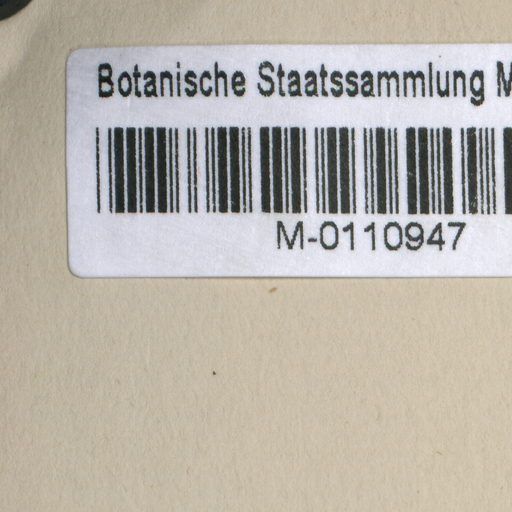 Botanische Staatssammlung M
M-0110947